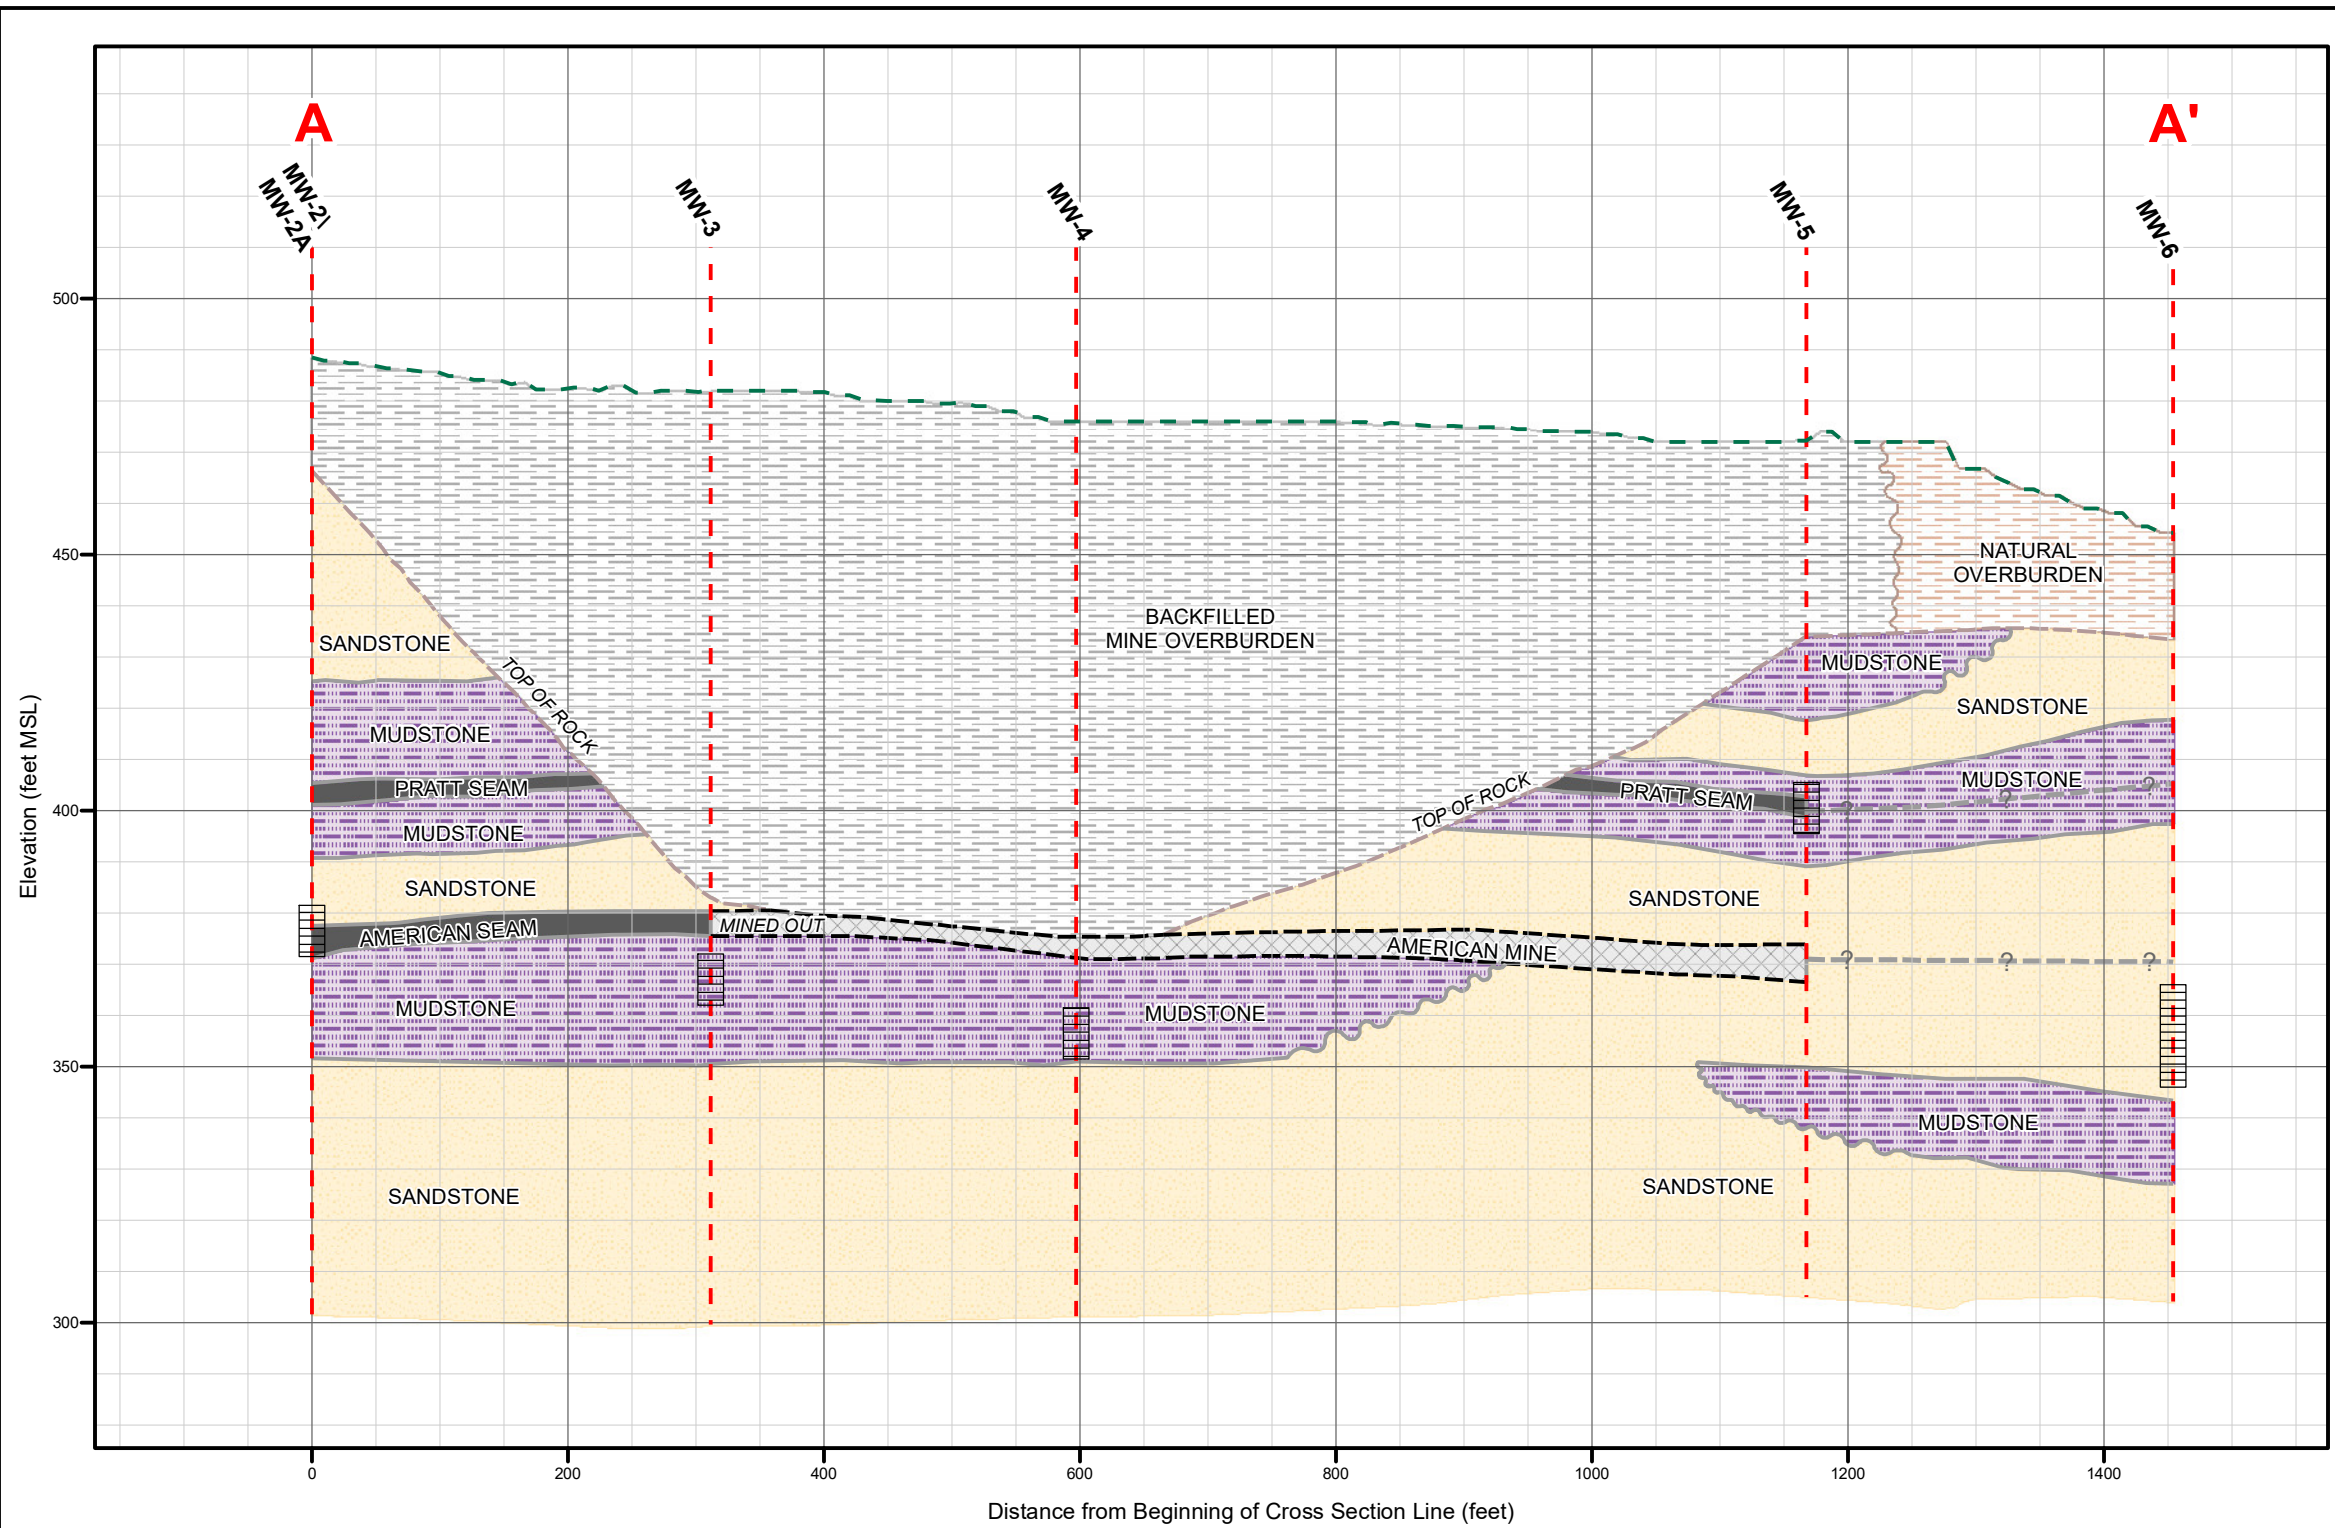 A
A'
MW-2\
MW-2A
MW-3
MW-4
MW-5
MW-6
500
450
400
350
300
Elevation (feet MSL)
NATURAL
OVERBURDEN
BACKFILLED
MINE OVERBURDEN
SANDSTONE
TOP OF ROCK
MUDSTONE
SANDSTONE
MUDSTONE
PRATT SEAM
MUDSTONE
TOP OF ROCK
PRATT SEAM
MUDSTONE
?
?
?
SANDSTONE
SANDSTONE
AMERICAN SEAM
MINED OUT
AMERICAN MINE
?
?
?
MUDSTONE
MUDSTONE
MUDSTONE
SANDSTONE
SANDSTONE
0
200
400
600
800
1000
1200
1400
Distance from Beginning of Cross Section Line (feet)